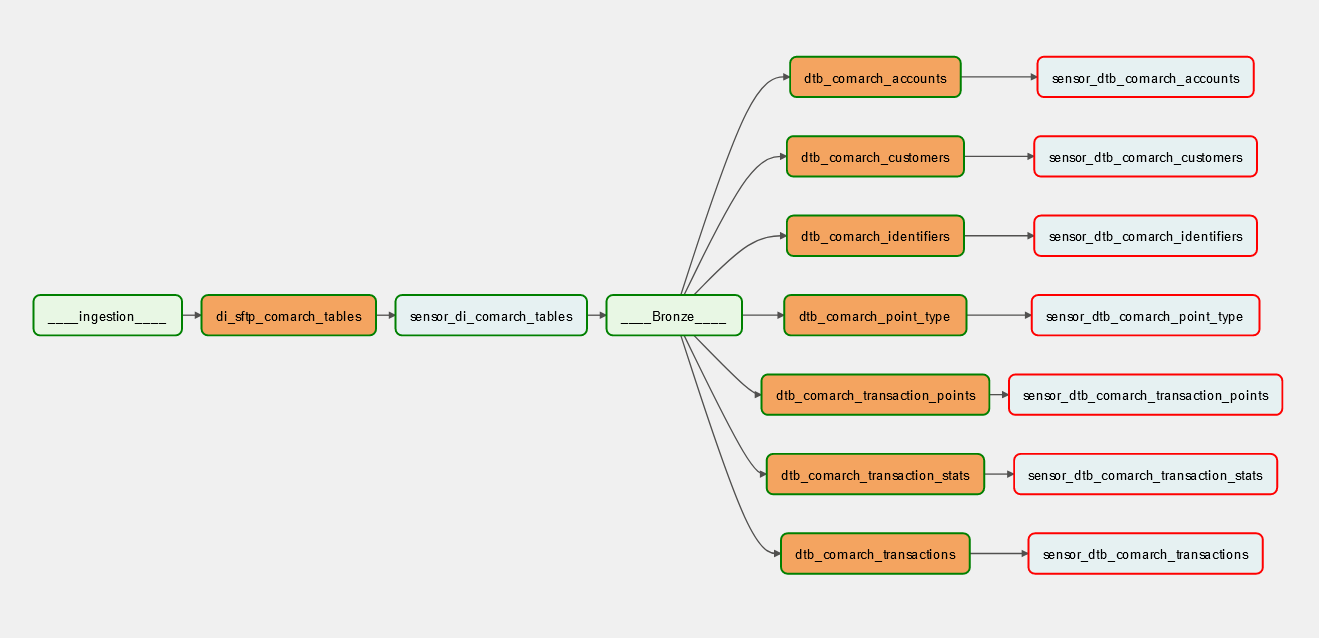 dtb_comarch_accounts
sensor_dtb_comarch_accounts
dtb_comarch_customers
sensor_dtb_comarch_customers
dtb_comarch_identifiers
sensor_dtb_comarch_identifiers
____ingestion____
di_sftp_comarch_tables
sensor_di_comarch_tables
____Bronze____
dtb_comarch_point_type
sensor_dtb_comarch_point_type
dtb_comarch_transaction_points
sensor_dtb_comarch_transaction_points
dtb_comarch_transaction_stats
sensor_dtb_comarch_transaction_stats
dtb_comarch_transactions
sensor_dtb_comarch_transactions